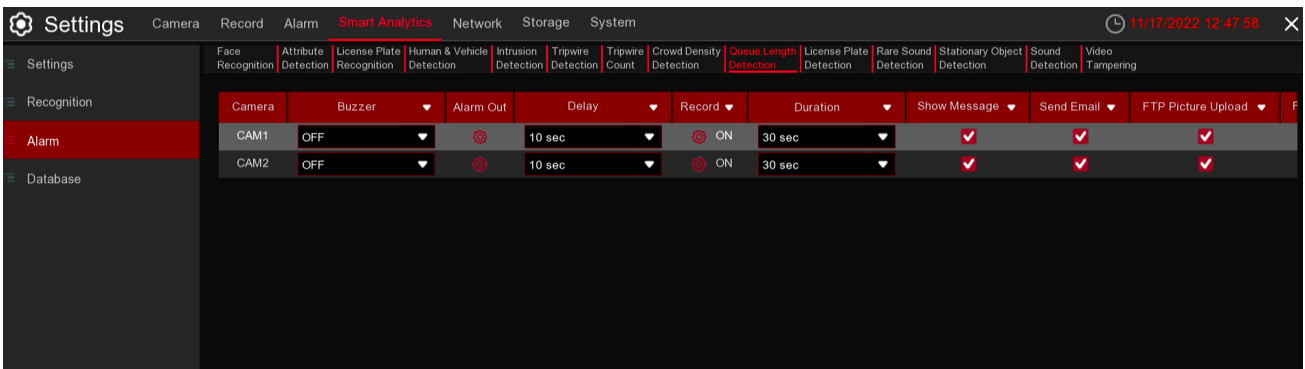 Settings Camera Record Alarm Smart Analytics Network Storage System 11/17/2022 12:47:58
Face Recognition Attribute Detection License Plate Recognition Human & Vehicle Detection Intrusion Detection Tripwire Detection Tripwire Count Crowd Density Detection Queue Length Detection License Plate Detection Rare Sound Detection Stationary Object Detection Sound Detection Video Tampering
Settings
Recognition
Alarm
Database
Camera Buzzer Alarm Out Delay Record Duration Show Message Send Email FTP Picture Upload F
CAM1 OFF 10 sec ON 30 sec
CAM2 OFF 10 sec ON 30 sec